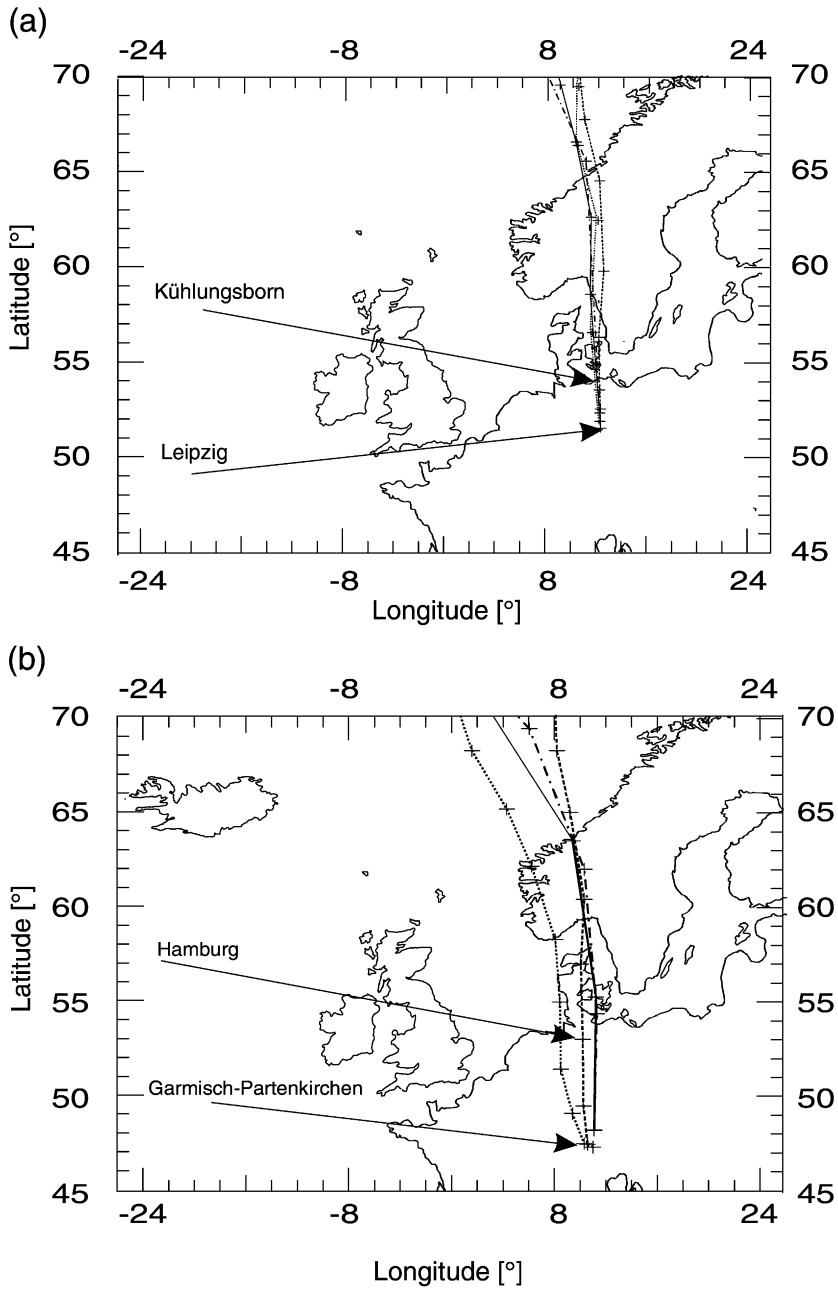 (a)
-24 -8 8 24
70 70
65 65
60 60
Kühlungsborn
55 55
Leipzig
50 50
45 45
-24 -8 8 24
Latitude [°]
Longitude [°]
(b)
-24 -8 8 24
70 70
65 65
60 60
Hamburg
55 55
Garmisch-Partenkirchen
50 50
45 45
-24 -8 8 24
Latitude [°]
Longitude [°]